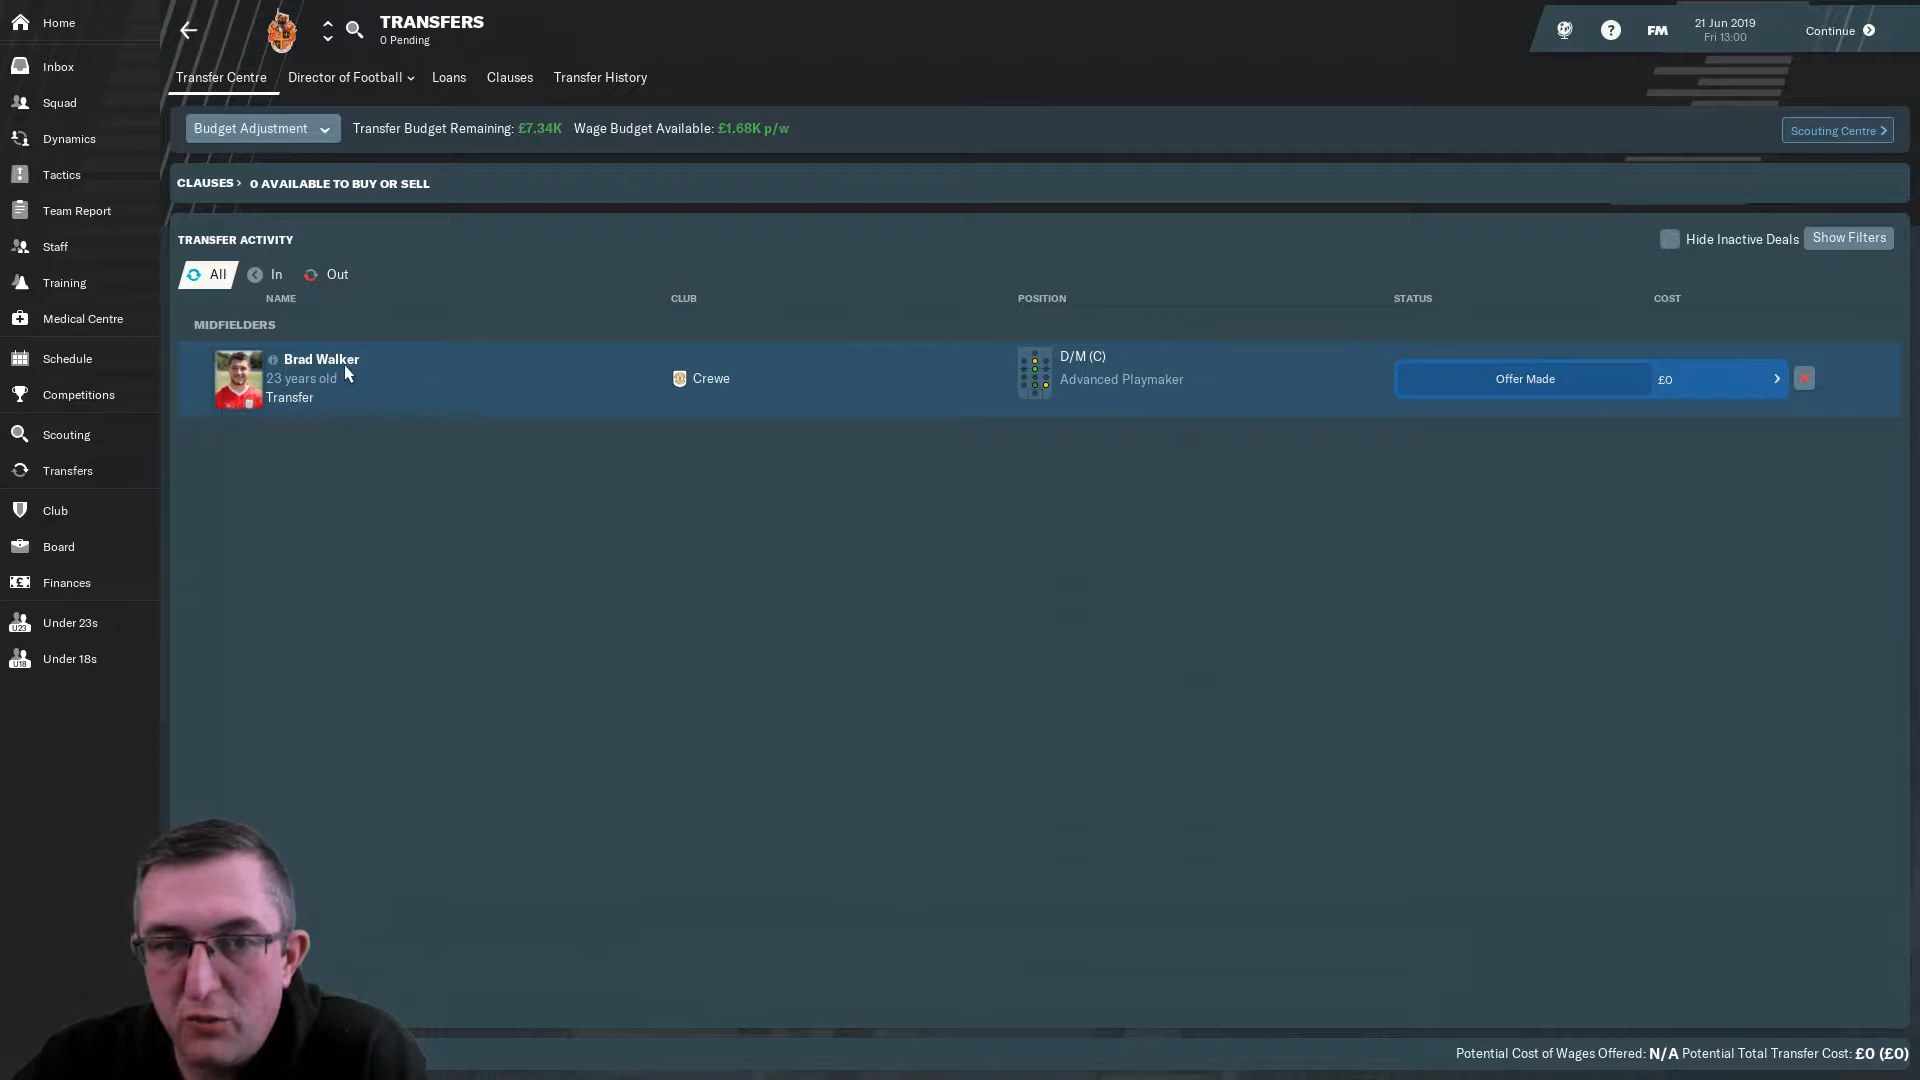 Home
Inbox
Squad
Dynamics
Tactics
Team Report
Staff
Training
Medical Centre
Schedule
Competitions
Scouting
Transfers
Club
Board
Finances
U23 Under 23s
U18 Under 18s
TRANSFERS
0 Pending
FM
21 Jun 2019
Fri 13:00
Continue
Transfer Centre Director of Football Loans Clauses Transfer History
Budget Adjustment Transfer Budget Remaining: £7.34K Wage Budget Available: £1.68K p/w Scouting Centre
CLAUSES 0 AVAILABLE TO BUY OR SELL
TRANSFER ACTIVITY Hide Inactive Deals Show Filters
All In Out
NAME CLUB POSITION STATUS COST
MIDFIELDERS
Brad Walker
23 years old
Transfer
Crewe
D/M (C)
Advanced Playmaker
Offer Made £0
Potential Cost of Wages Offered: N/A Potential Total Transfer Cost: £0 (£0)